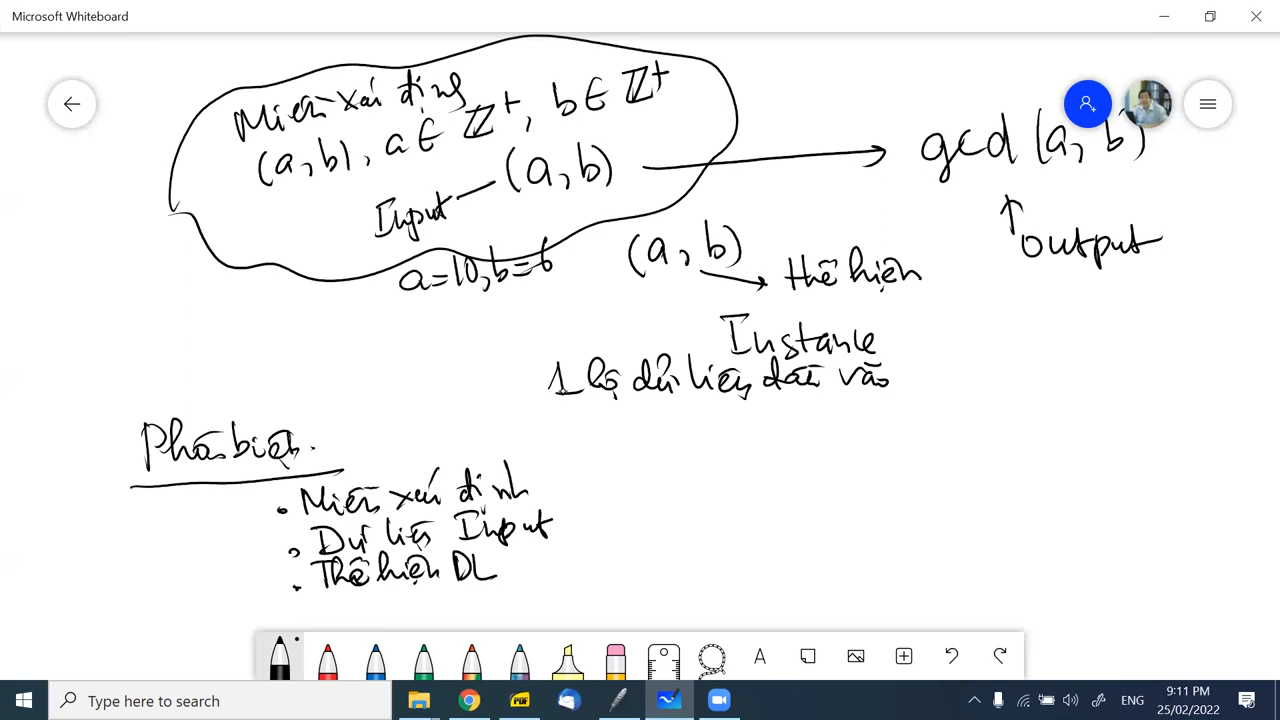 Microsoft Whiteboard
Miền xác định
(a, b), a ∈ ℤ⁺, b ∈ ℤ⁺
Input — (a, b) → gcd (a, b)
↑
output
a=10, b=6
(a, b) → thể hiện
Instance
1 bộ dữ liệu đầu vào
Phân biệt.
• Miền xác định
• Dữ liệu Input
• Thể hiện DL
Type here to search
ENG
9:11 PM
25/02/2022